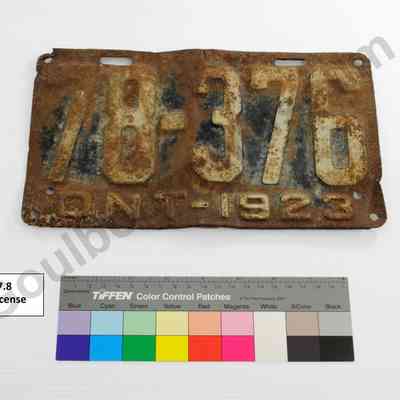 78-376
ONT-1923
7.8
cense
TIFFEN Color Control Patches
Blue Cyan Green Yellow Red Magenta White 3/Color Black